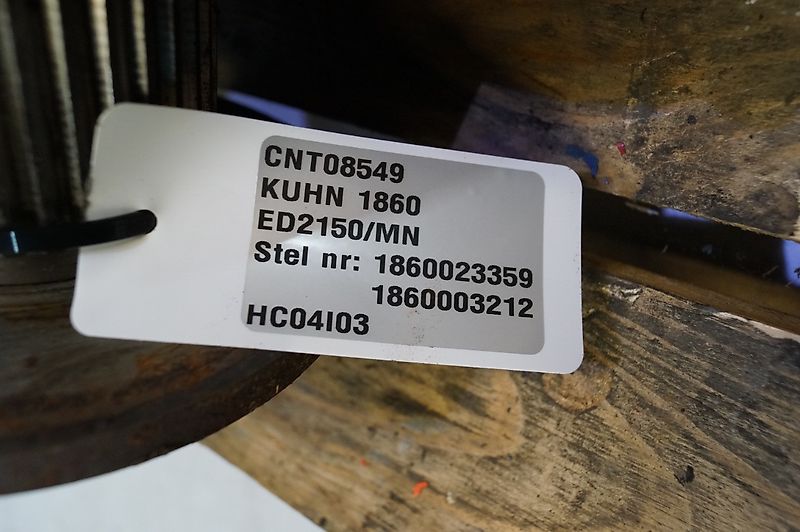 CNT08549
KUHN 1860
ED2150/MN
Stel nr: 1860023359
1860003212
HC04I03